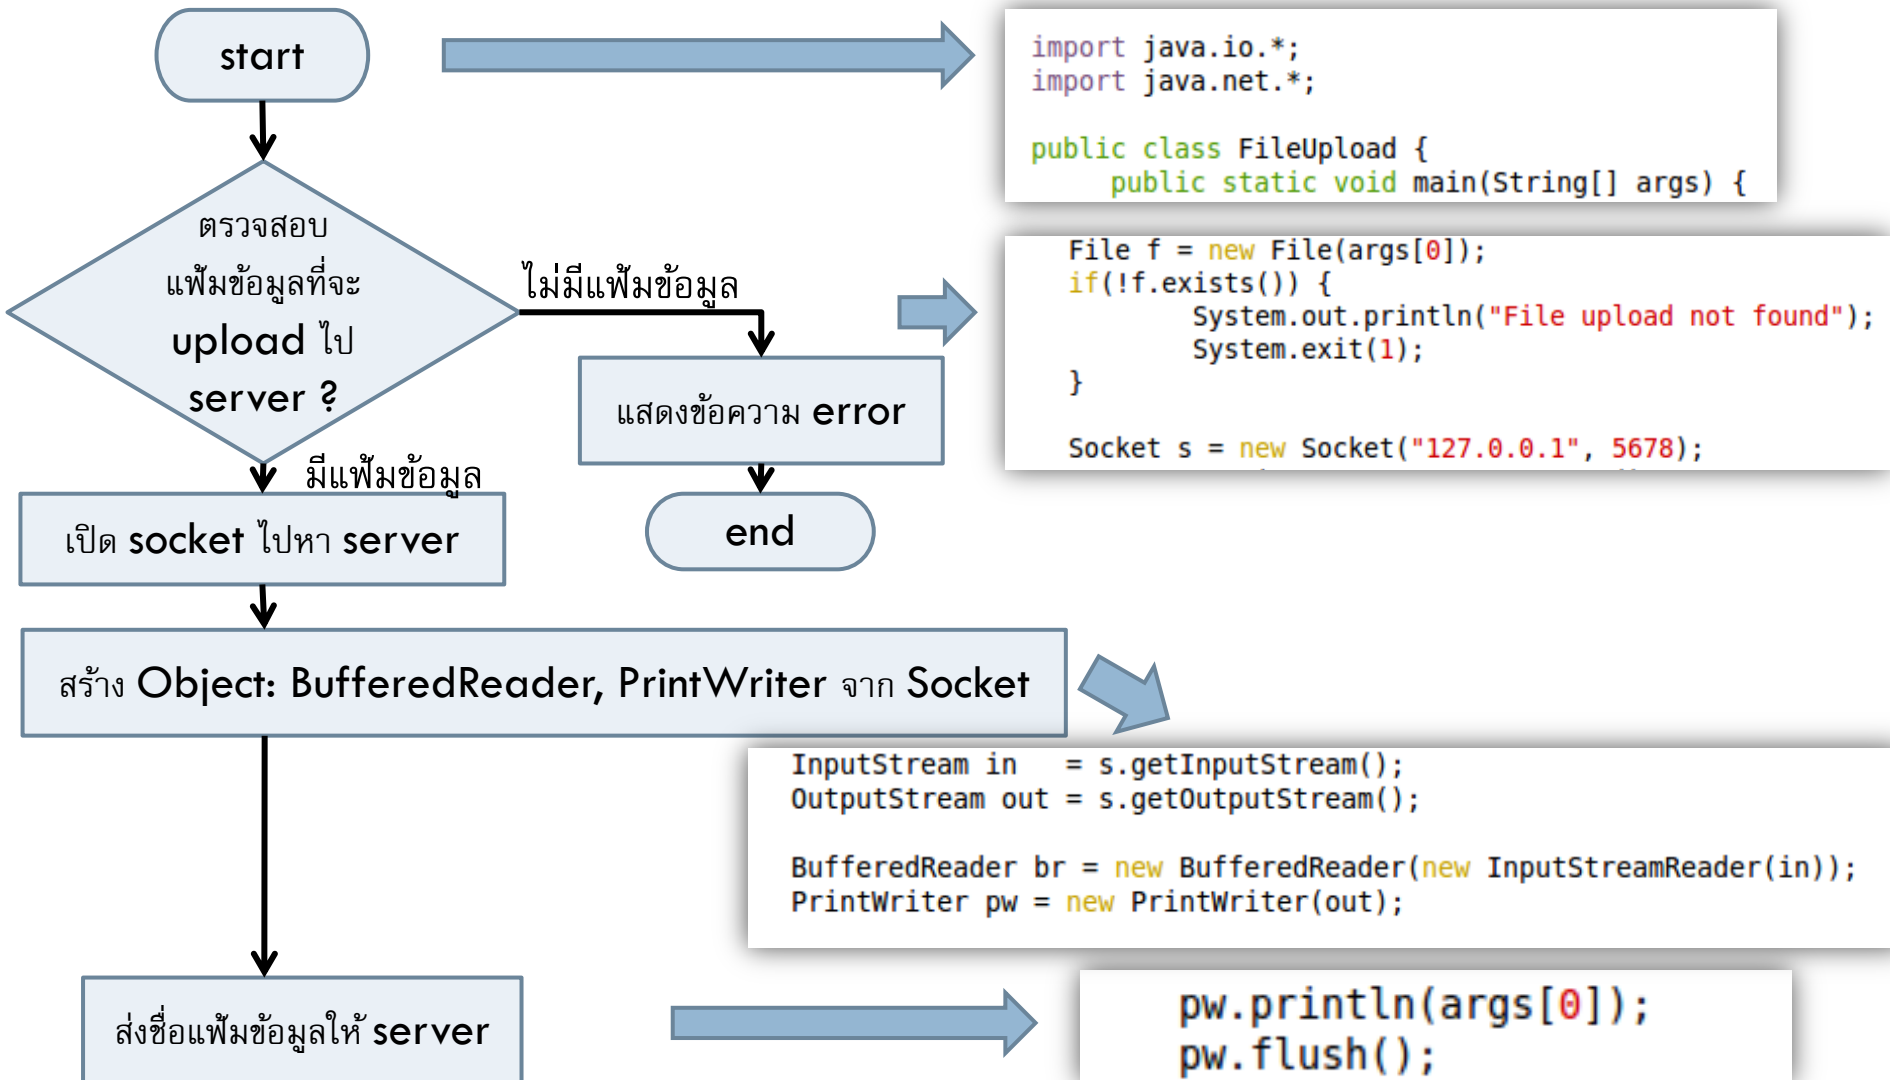 start
import java.io.*;
import java.net.*;
public class FileUpload {
public static void main(String[] args) {
ตรวจสอบ
แฟ้มข้อมูลที่จะ
upload ไป
server ?
ไม่มีแฟ้มข้อมูล
File f = new File(args[0]);
if(!f.exists()) {
System.out.println("File upload not found");
System.exit(1);
}
Socket s = new Socket("127.0.0.1", 5678);
แสดงข้อความ error
end
มีแฟ้มข้อมูล
เปิด socket ไปหา server
สร้าง Object: BufferedReader, PrintWriter จาก Socket
InputStream in   = s.getInputStream();
OutputStream out = s.getOutputStream();
BufferedReader br = new BufferedReader(new InputStreamReader(in));
PrintWriter pw = new PrintWriter(out);
ส่งชื่อแฟ้มข้อมูลให้ server
pw.println(args[0]);
pw.flush();